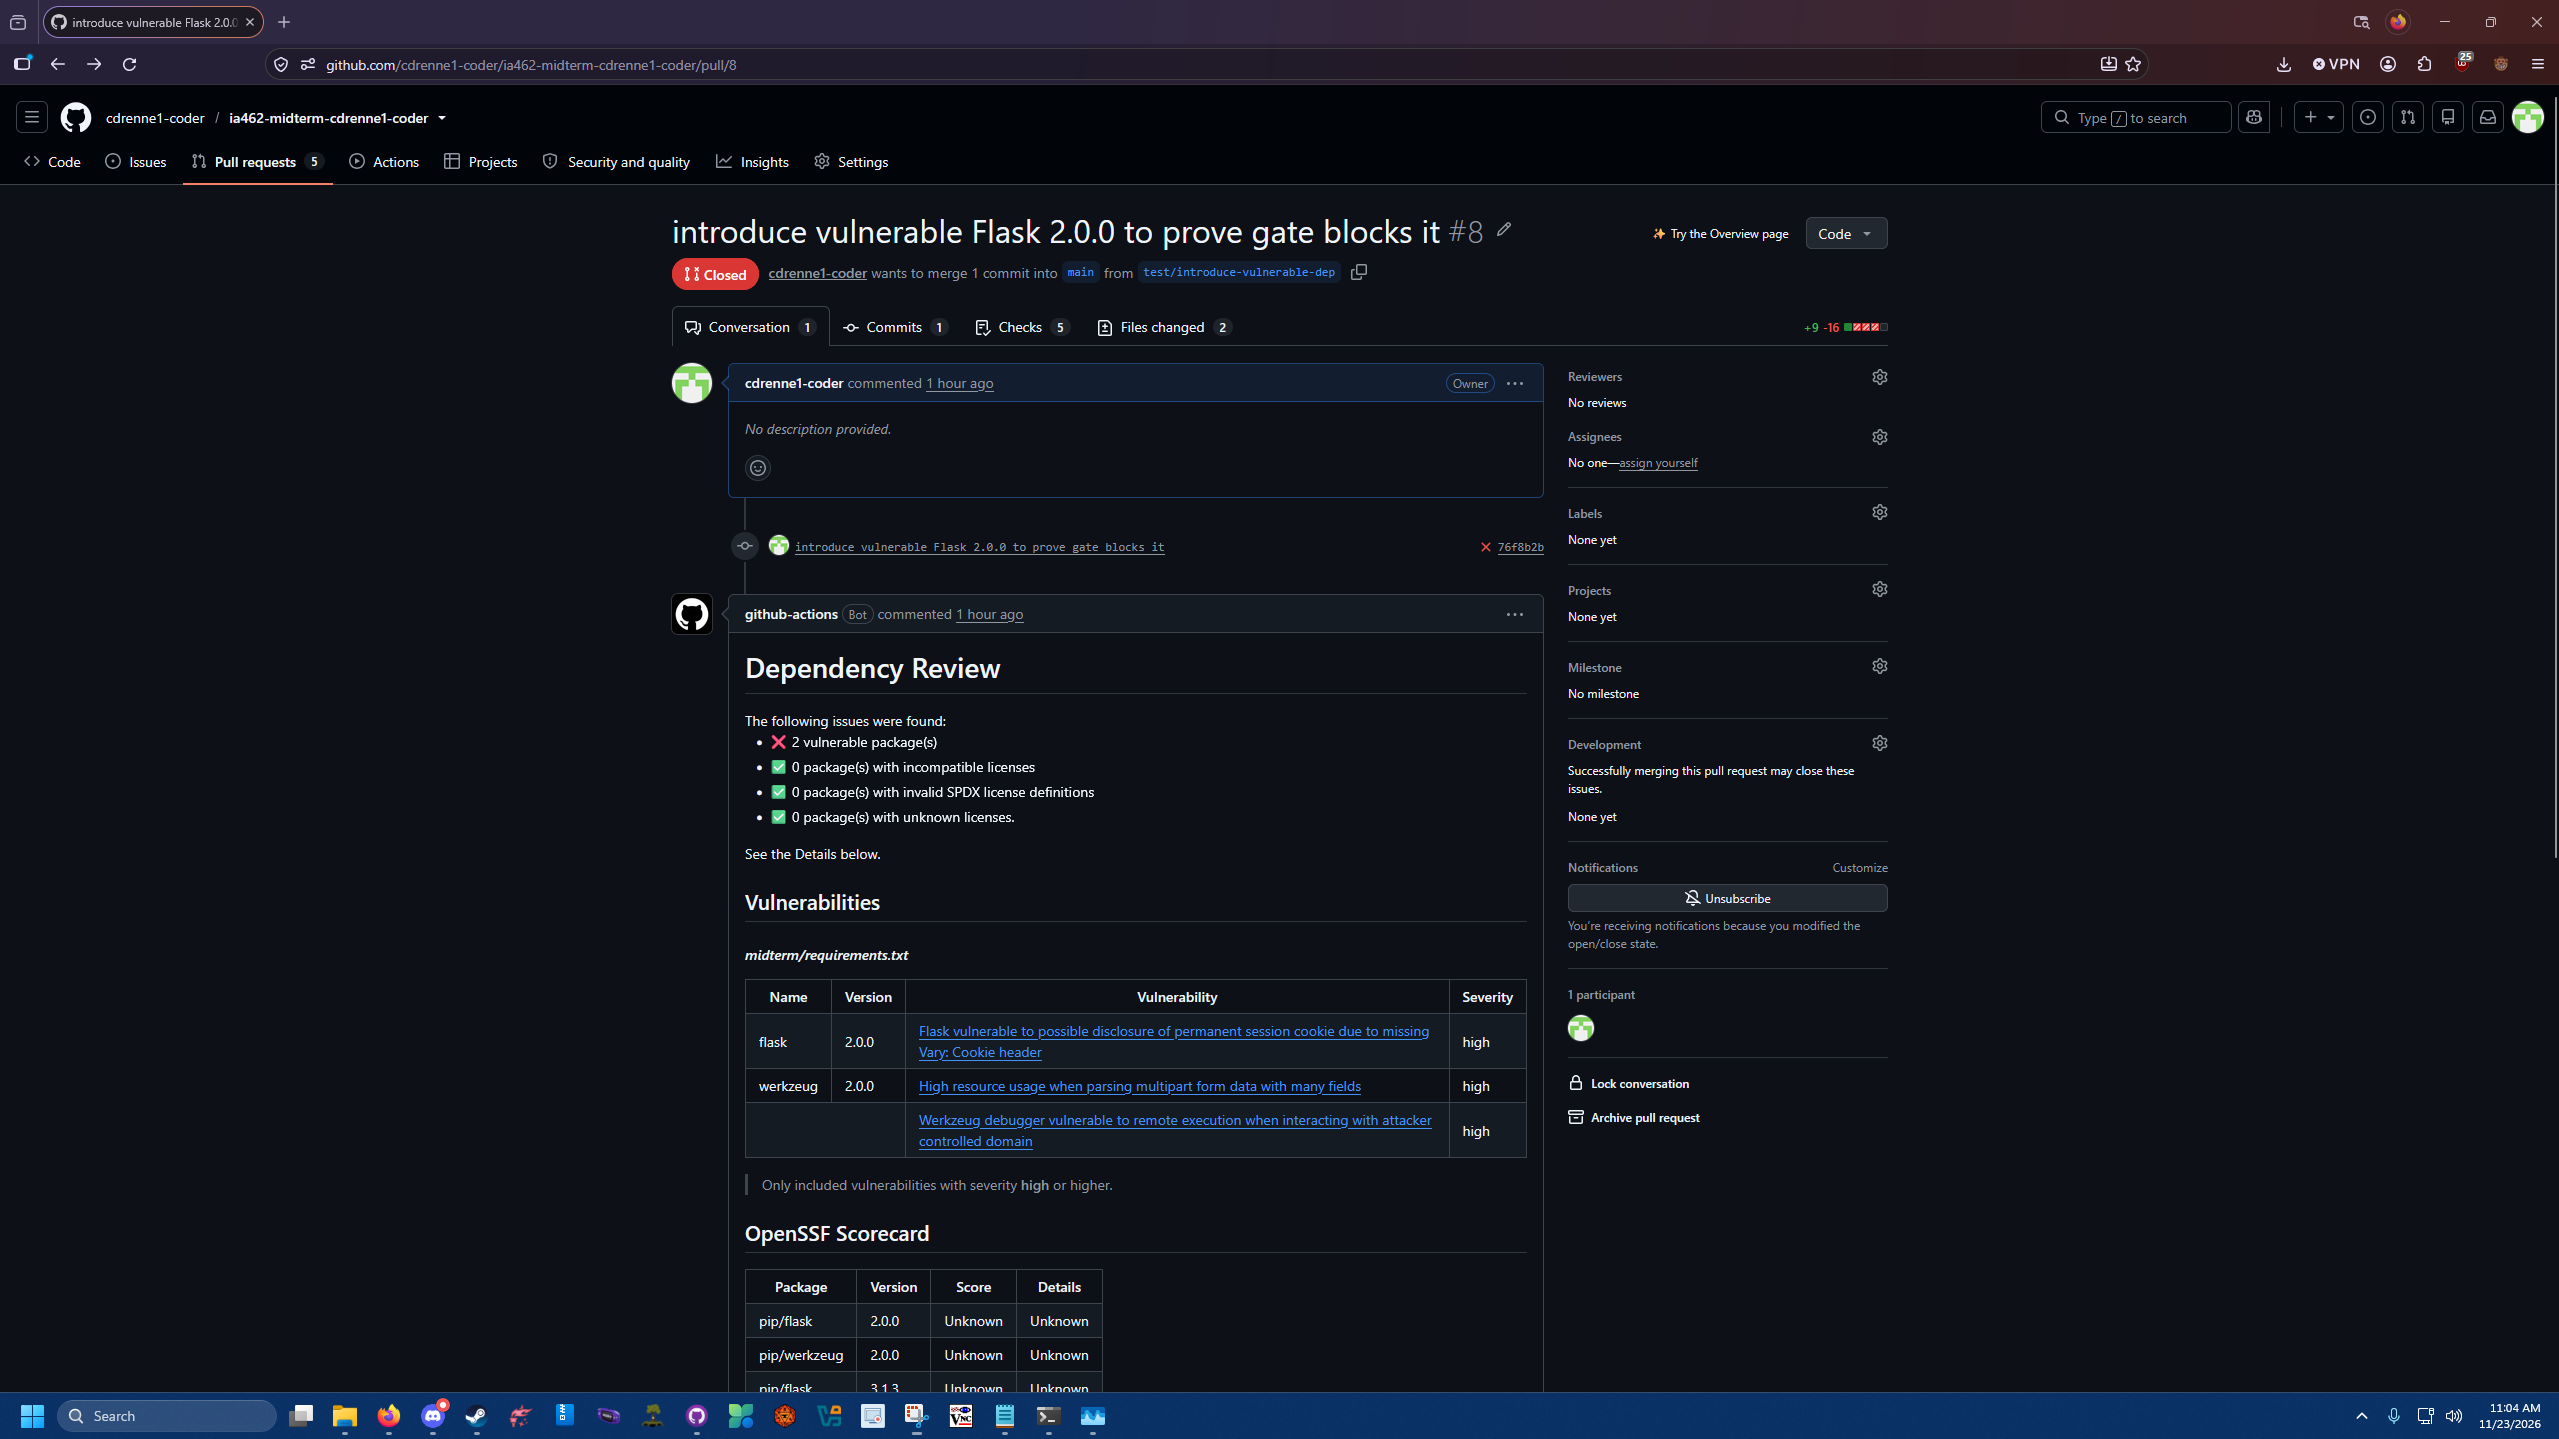 introduce vulnerable Flask 2.0.0
github.com/cdrenne1-coder/ia462-midterm-cdrenne1-coder/pull/8
VPN
25
cdrenne1-coder / ia462-midterm-cdrenne1-coder
Type / to search
Code
Issues
Pull requests 5
Actions
Projects
Security and quality
Insights
Settings
introduce vulnerable Flask 2.0.0 to prove gate blocks it #8
Try the Overview page
Code
Closed
cdrenne1-coder wants to merge 1 commit into main from test/introduce-vulnerable-dep
Conversation 1
Commits 1
Checks 5
Files changed 2
+9 -16
cdrenne1-coder commented 1 hour ago
Owner
No description provided.
introduce vulnerable Flask 2.0.0 to prove gate blocks it
76f8b2b
github-actions Bot commented 1 hour ago
Dependency Review
The following issues were found:
• ❌ 2 vulnerable package(s)
• ✅ 0 package(s) with incompatible licenses
• ✅ 0 package(s) with invalid SPDX license definitions
• ✅ 0 package(s) with unknown licenses.
See the Details below.
Vulnerabilities
midterm/requirements.txt
Name Version Vulnerability Severity
flask 2.0.0 Flask vulnerable to possible disclosure of permanent session cookie due to missing
Vary: Cookie header high
werkzeug 2.0.0 High resource usage when parsing multipart form data with many fields high
Werkzeug debugger vulnerable to remote execution when interacting with attacker
controlled domain high
Only included vulnerabilities with severity high or higher.
OpenSSF Scorecard
Package Version Score Details
pip/flask 2.0.0 Unknown Unknown
pip/werkzeug 2.0.0 Unknown Unknown
pip/flask 3.1.3 Unknown Unknown
Reviewers
No reviews
Assignees
No one—assign yourself
Labels
None yet
Projects
None yet
Milestone
No milestone
Development
Successfully merging this pull request may close these
issues.
None yet
Notifications
Customize
Unsubscribe
You're receiving notifications because you modified the
open/close state.
1 participant
Lock conversation
Archive pull request
Search
VNC
11:04 AM
11/23/2026